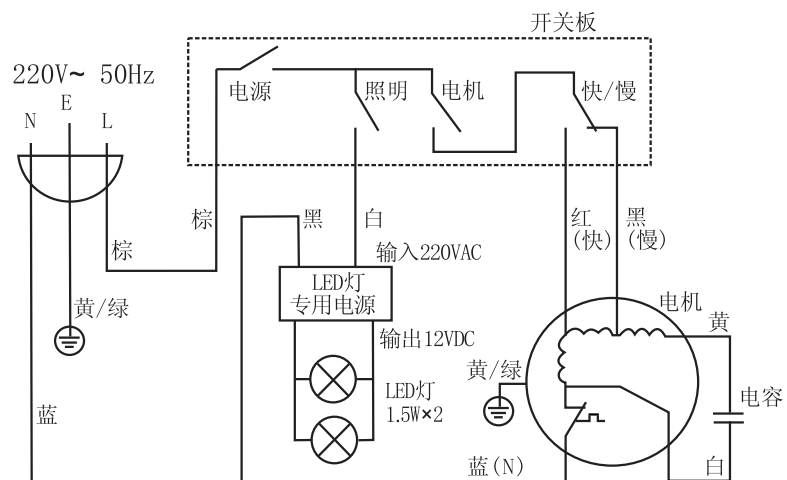 开关板
220V~ 50Hz
电源
照明
电机
快/慢
E
N
L
棕
黑
白
红
(快)
黑
(慢)
棕
输入220VAC
LED灯
专用电源
黄/绿
电机
黄
输出12VDC
黄/绿
LED灯
1.5W×2
电容
蓝
蓝(N)
白